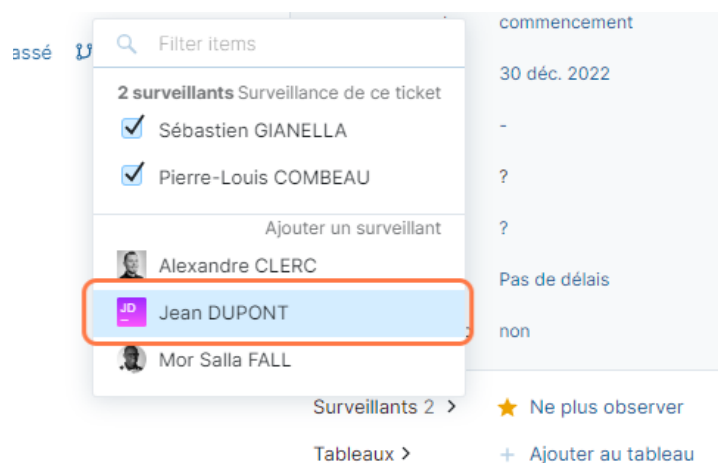 commencement
assé
Filter items
30 déc. 2022
2 surveillants Surveillance de ce ticket
Sébastien GIANELLA
-
Pierre-Louis COMBEAU
?
Ajouter un surveillant
?
Alexandre CLERC
Pas de délais
JD
Jean DUPONT
non
Mor Salla FALL
Surveillants 2 >
Ne plus observer
Tableaux >
+ Ajouter au tableau